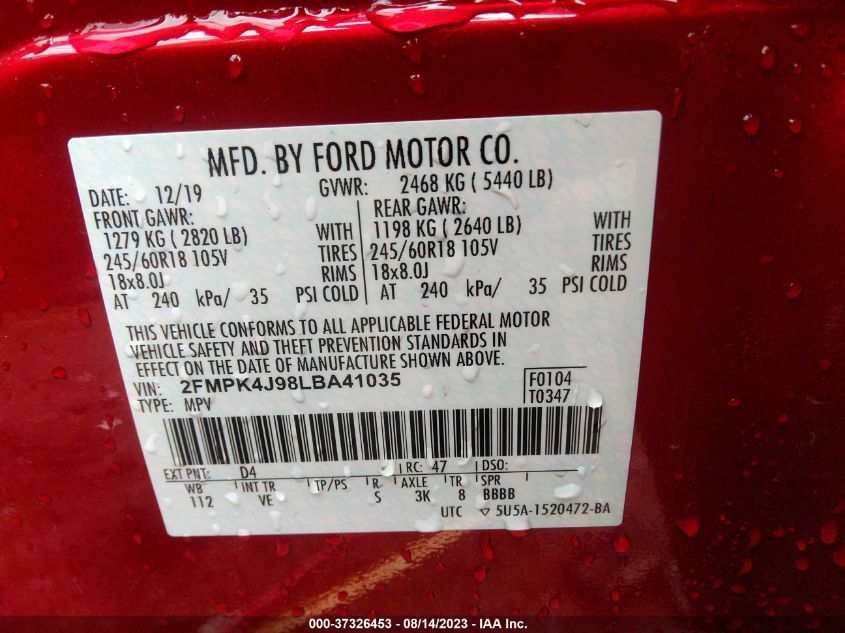 MFD. BY FORD MOTOR CO.
DATE: 12/19 GVWR: 2468 KG ( 5440 LB)
FRONT GAWR: REAR GAWR:
1279 KG ( 2820 LB) WITH 1198 KG ( 2640 LB) WITH
245/60R18 105V TIRES 245/60R18 105V TIRES
18x8.0J RIMS 18x8.0J RIMS
AT 240 kPa/ 35 PSI COLD AT 240 kPa/ 35 PSI COLD
THIS VEHICLE CONFORMS TO ALL APPLICABLE FEDERAL MOTOR
VEHICLE SAFETY AND THEFT PREVENTION STANDARDS IN
EFFECT ON THE DATE OF MANUFACTURE SHOWN ABOVE.
VIN: 2FMPK4J98LBA41035 F0104
TYPE: MPV T0347
EXT PNT: D4 RC: 47 DSO:
WB INT TR TP/PS R AXLE TR SPR
112 VE S 3K 8 BBBB
UTC ▽ 5U5A-1520472-BA
000-37326453 - 08/14/2023 - IAA Inc.